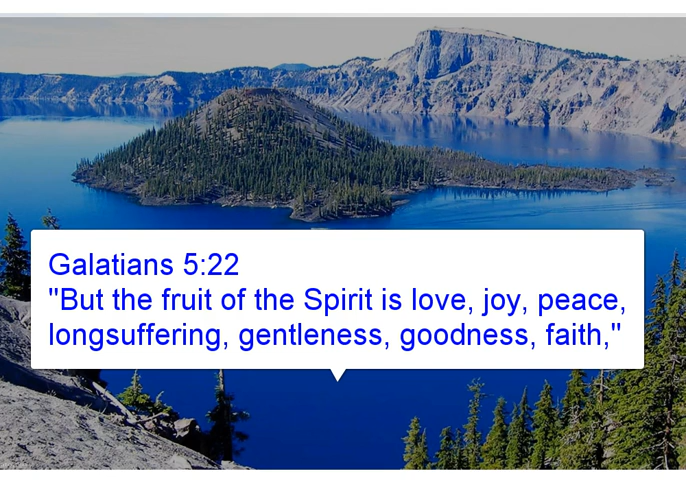 Galatians 5:22
"But the fruit of the Spirit is love, joy, peace,
longsuffering, gentleness, goodness, faith,"